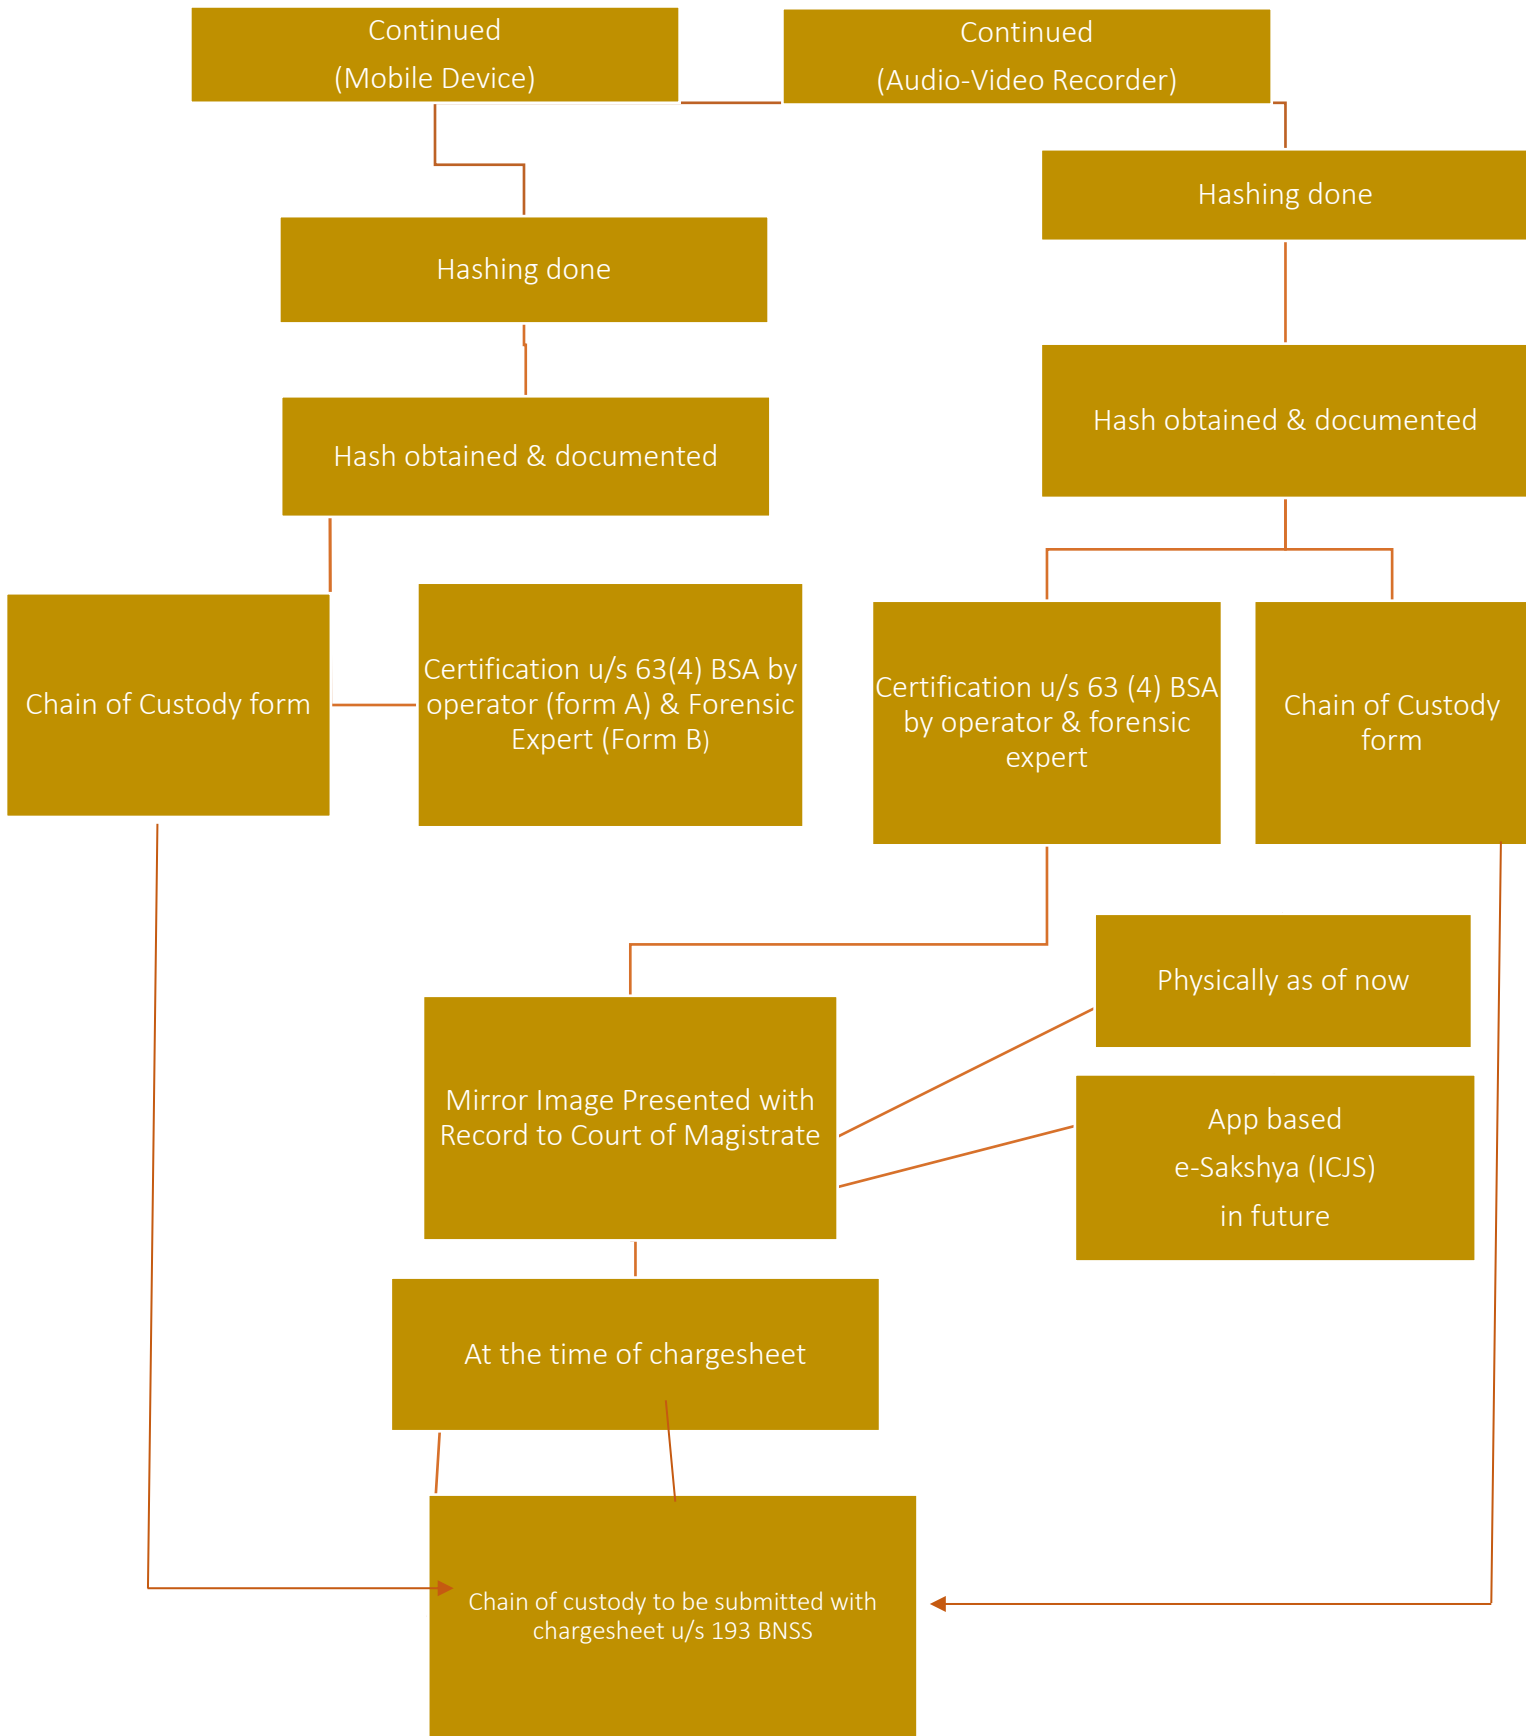 Continued
(Mobile Device)
Continued
(Audio-Video Recorder)
Hashing done
Hashing done
Hash obtained & documented
Hash obtained & documented
Chain of Custody form
Certification u/s 63(4) BSA by
operator (form A) & Forensic
Expert (Form B)
Certification u/s 63 (4) BSA
by operator & forensic
expert
Chain of Custody
form
Physically as of now
Mirror Image Presented with
Record to Court of Magistrate
App based
e-Sakshya (ICJS)
in future
At the time of chargesheet
Chain of custody to be submitted with
chargesheet u/s 193 BNSS